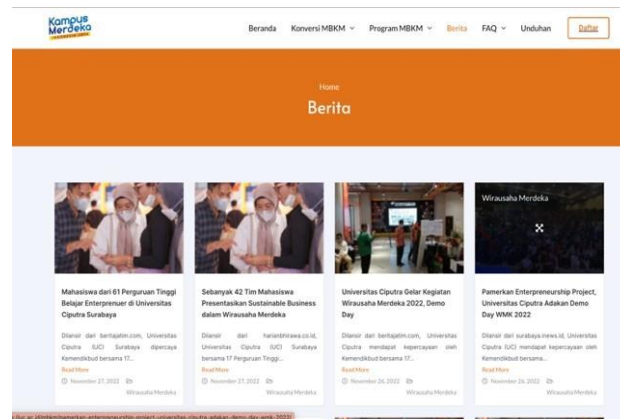 Kampus
Merdeka
Beranda Konversi MBKM Program MBKM Berita FAQ Unduhan Daftar
Home
Berita
Wirausaha Merdeka
Mahasiswa dari 61 Perguruan Tinggi
Belajar Enterprenuer di Universitas
Ciputra Surabaya
Dilansir dari beritajatim.com, Universitas
Ciputra (UC) Surabaya dipercaya
Kemendikbud bersama 17...
Read More
November 27, 2022
Wirausaha Merdeka
Sebanyak 42 Tim Mahasiswa
Presentasikan Sustainable Business
dalam Wirausaha Merdeka
Dilansir dari harianbhirawa.co.id,
Universitas Ciputra (UC) Surabaya
bersama 17 Perguruan Tinggi...
Read More
November 27, 2022
Wirausaha Merdeka
Universitas Ciputra Gelar Kegiatan
Wirausaha Merdeka 2022, Demo
Day
Dilansir dari beritajatim.com, Universitas
Ciputra mendapat kepercayaan oleh
Kemendikbud bersama 17...
Read More
November 26, 2022
Wirausaha Merdeka
Pamerkan Enterpreneurship Project,
Universitas Ciputra Adakan Demo
Day WMK 2022
Dilansir dari surabaya.news.id, Universitas
Ciputra (UC) mendapat kepercayaan oleh
Kemendikbud bersama...
Read More
November 26, 2022
Wirausaha Merdeka